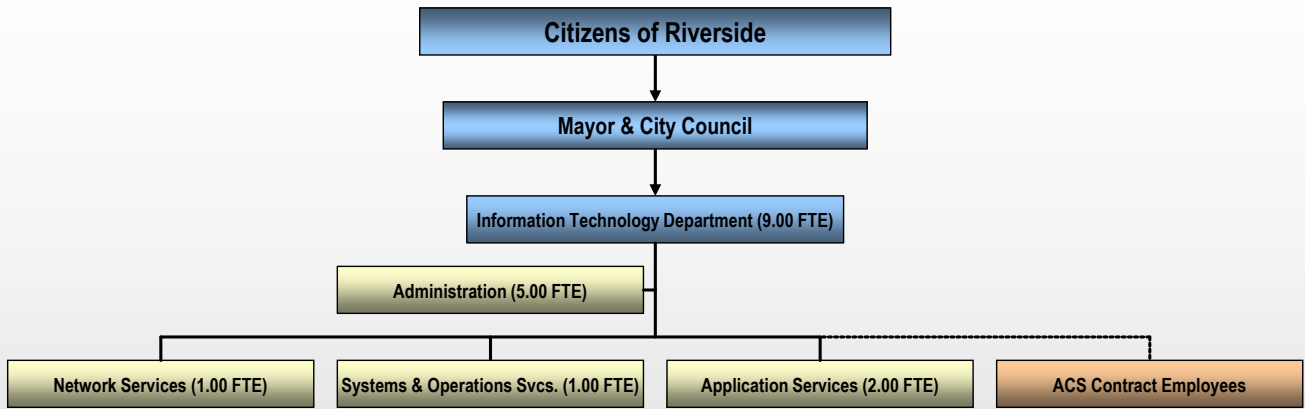 Citizens of Riverside
Mayor & City Council
Information Technology Department (9.00 FTE)
Administration (5.00 FTE)
Network Services (1.00 FTE)
Systems & Operations Svcs. (1.00 FTE)
Application Services (2.00 FTE)
ACS Contract Employees